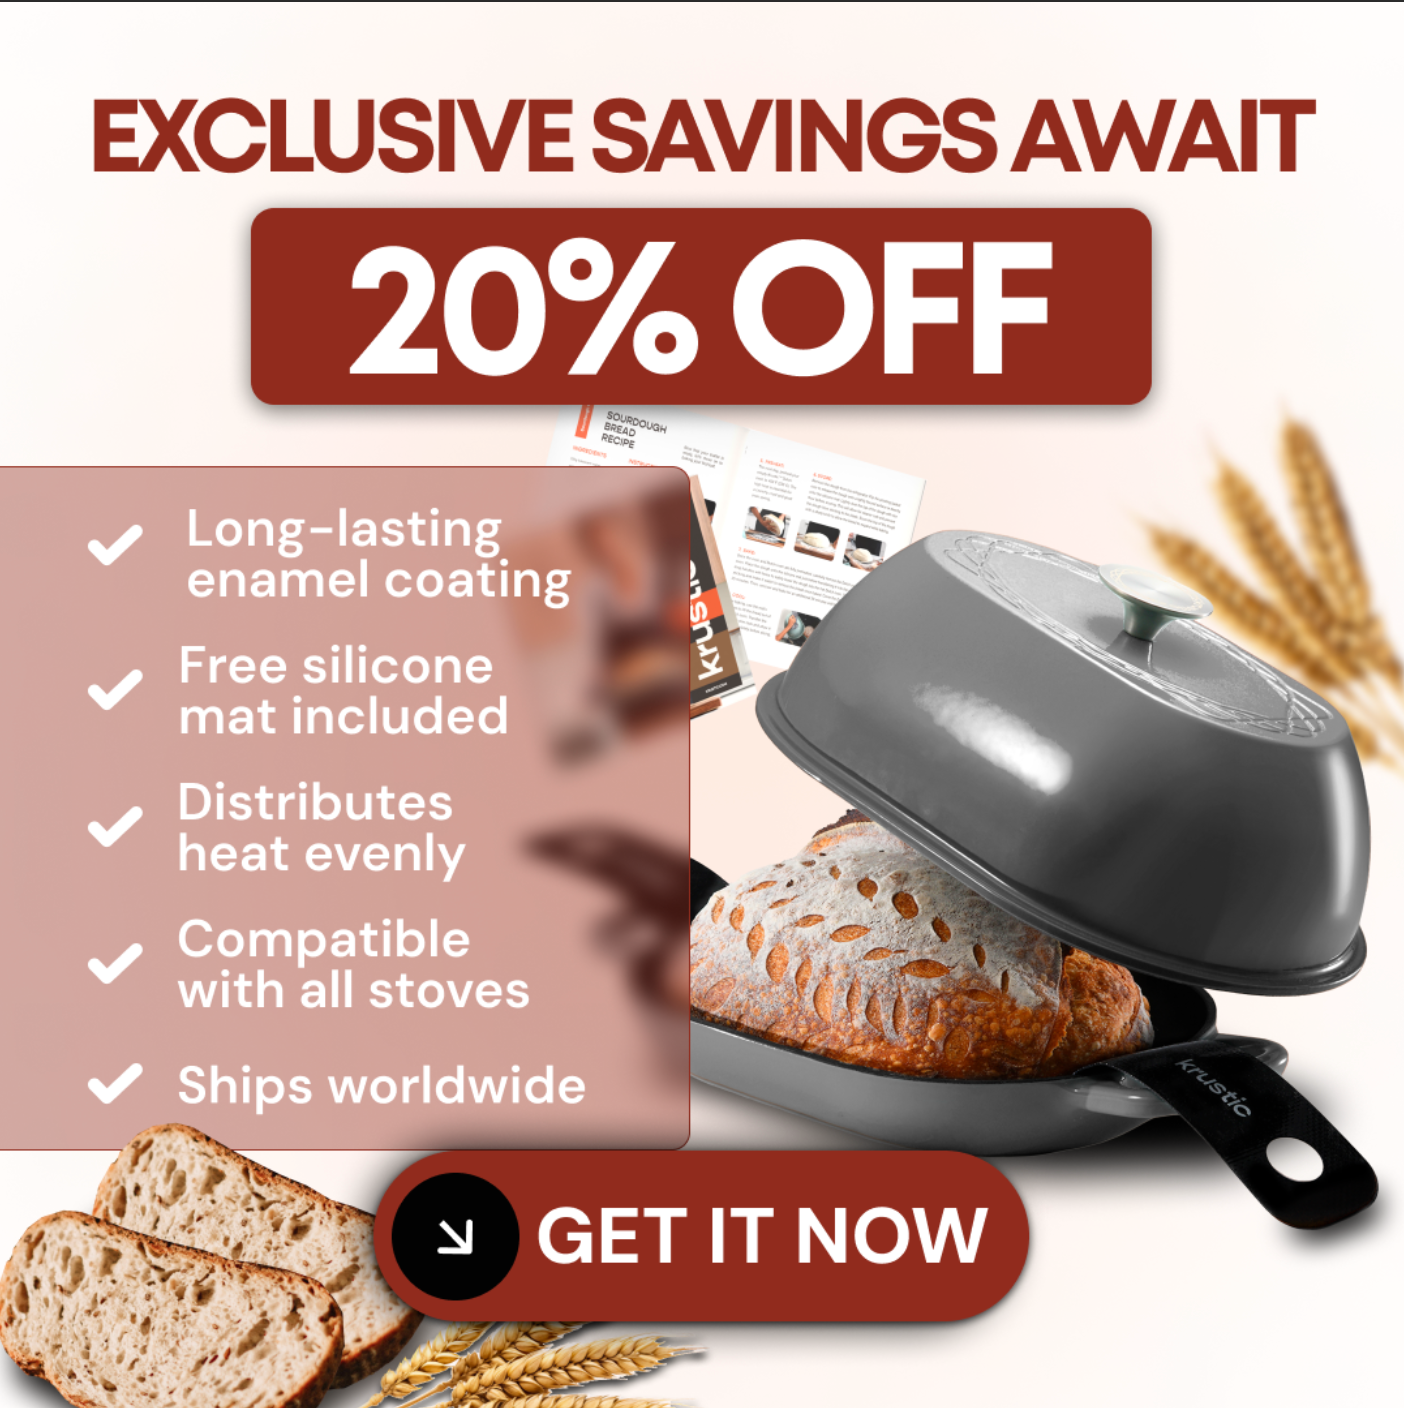 EXCLUSIVE SAVINGS AWAIT
20% OFF
SOURDOUGH
BREAD
RECIPE
INGREDIENTS
Long-lasting
enamel coating
Free silicone
mat included
Distributes
heat evenly
Compatible
with all stoves
Ships worldwide
krustic
GET IT NOW